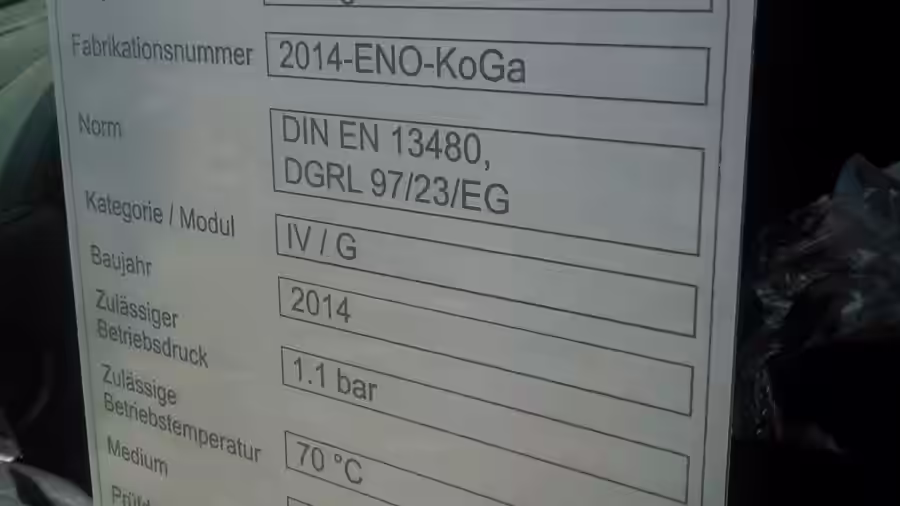 Fabrikationsnummer 2014-ENO-KoGa
Norm DIN EN 13480,
DGRL 97/23/EG
Kategorie / Modul IV / G
Baujahr 2014
Zulässiger
Betriebsdruck 1.1 bar
Zulässige
Betriebstemperatur 70 °C
Medium